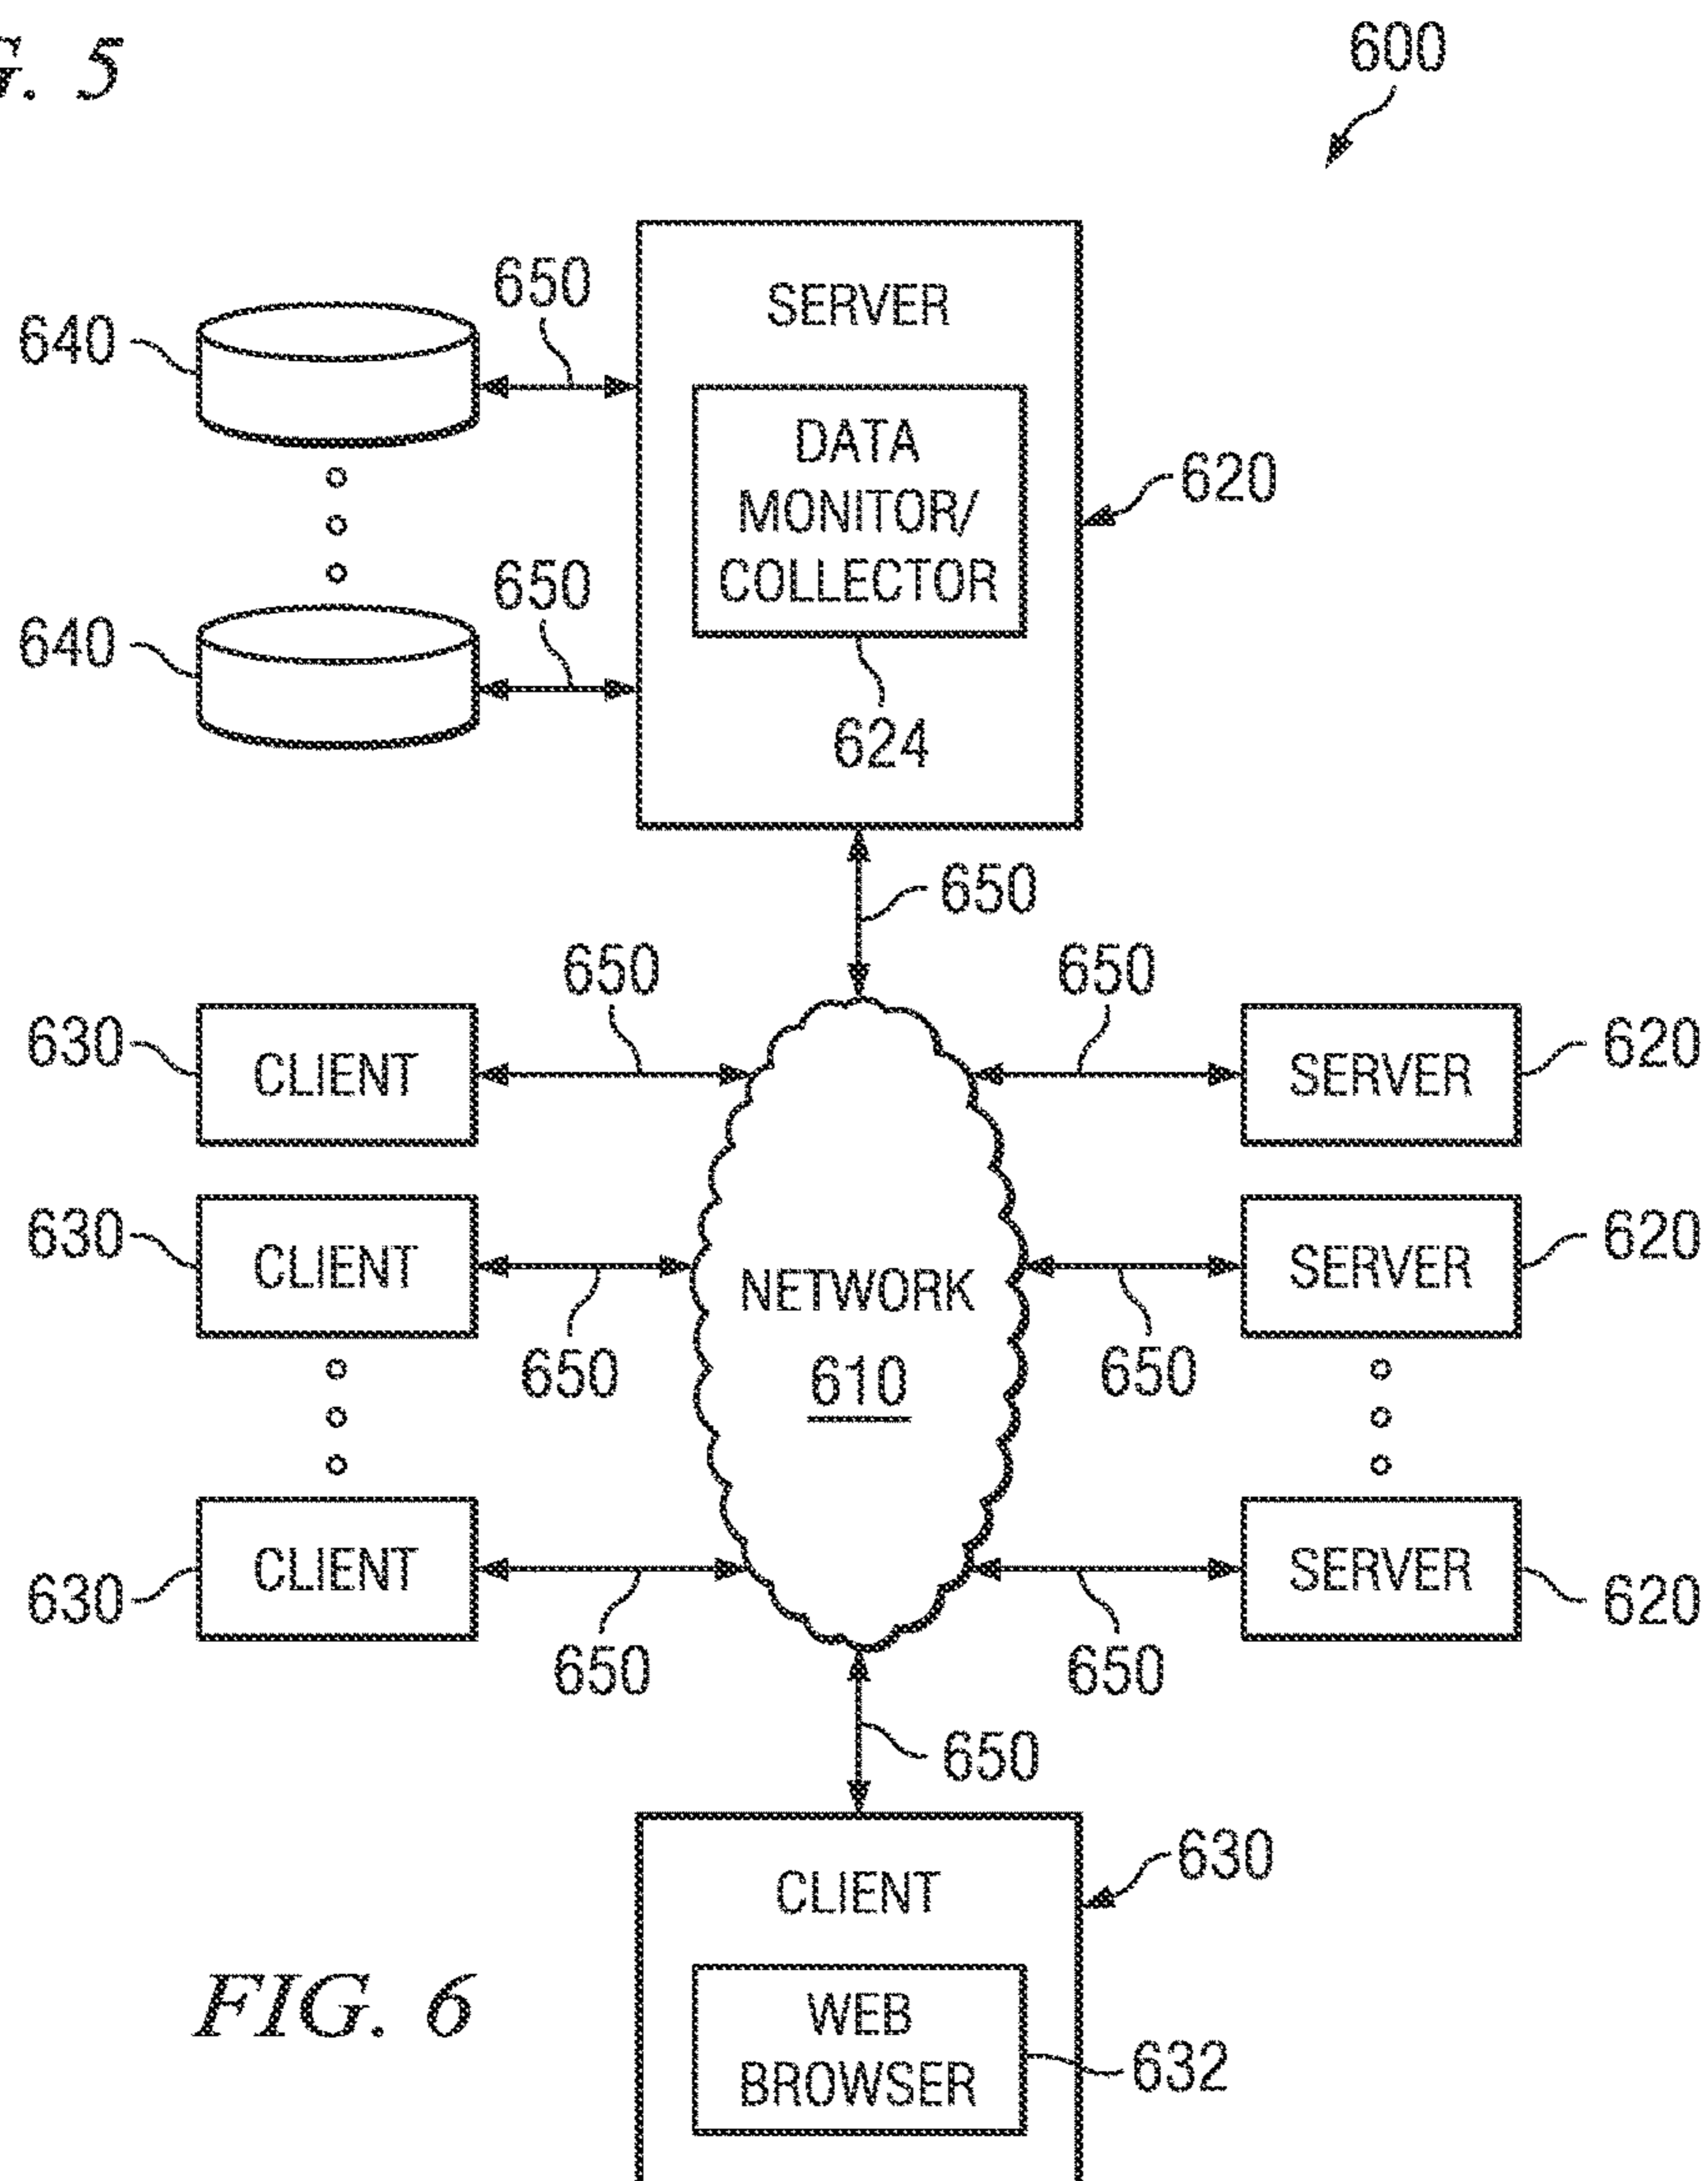 G. 5
600
650
SERVER
640
DATA
MONITOR/
COLLECTOR
620
650
640
624
650
650
650
630
CLIENT
SERVER
620
630
CLIENT
SERVER
620
NETWORK
610
650
650
630
CLIENT
SERVER
620
650
650
650
CLIENT
630
FIG. 6
WEB
BROWSER
632